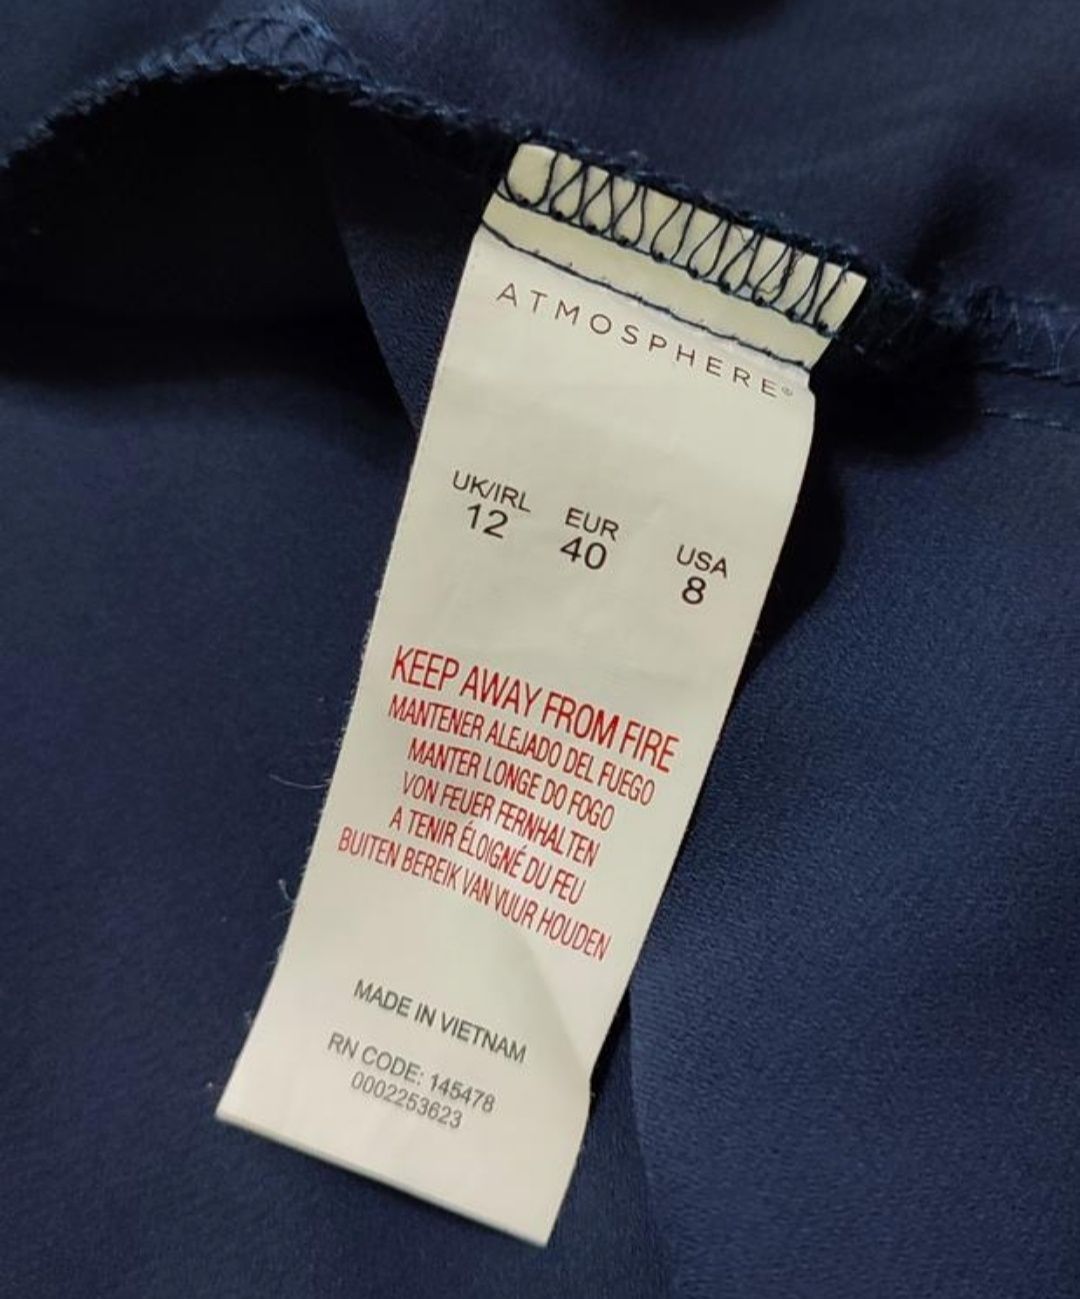 ATMOSPHERE®
UK/IRL EUR USA
12 40 8
KEEP AWAY FROM FIRE
MANTENER ALEJADO DEL FUEGO
MANTER LONGE DO FOGO
VON FEUER FERNHALTEN
A TENIR ÉLOIGNÉ DU FEU
BUITEN BEREIK VAN VUUR HOUDEN
MADE IN VIETNAM
RN CODE: 145478
0002253623